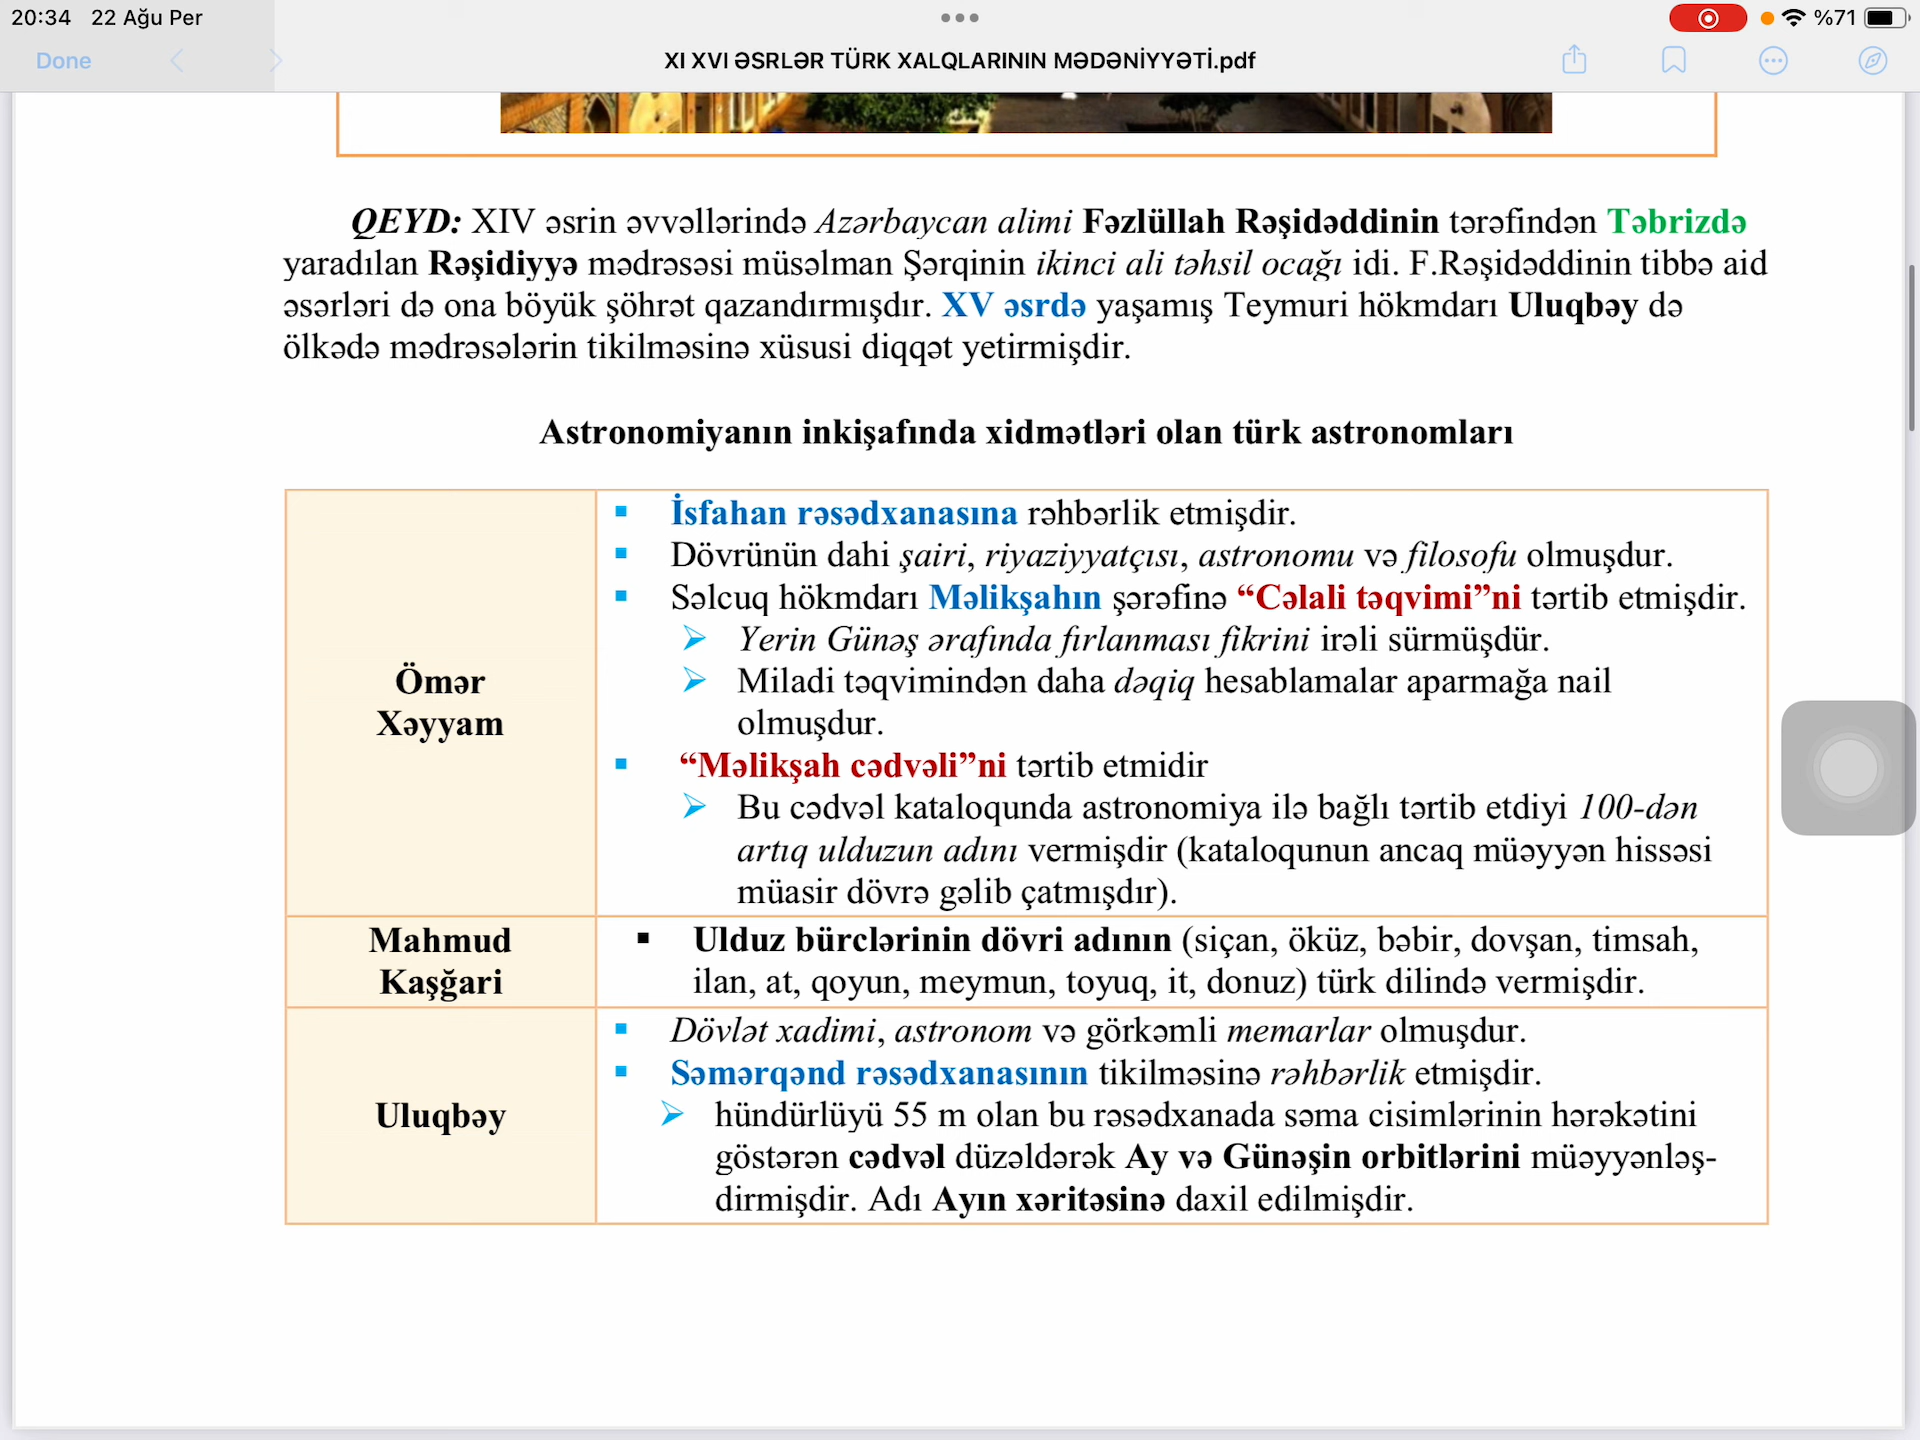 20:34 22 Ağu Per
%71
Done
XI XVI ƏSRLƏR TÜRK XALQLARININ MƏDƏNİYYƏTİ.pdf
QEYD: XIV əsrin əvvəllərində Azərbaycan alimi Fəzlüllah Rəşidəddinin tərəfindən Təbrizdə
yaradılan Rəşidiyyə mədrəsəsi müsəlman Şərqinin ikinci ali təhsil ocağı idi. F.Rəşidəddinin tibbə aid
əsərləri də ona böyük şöhrət qazandırmışdır. XV əsrdə yaşamış Teymuri hökmdarı Uluqbəy də
ölkədə mədrəsələrin tikilməsinə xüsusi diqqət yetirmişdir.
Astronomiyanın inkişafında xidmətləri olan türk astronomları
Ömər
Xəyyam
▪ İsfahan rəsədxanasına rəhbərlik etmişdir.
▪ Dövrünün dahi şairi, riyaziyyatçısı, astronomu və filosofu olmuşdur.
▪ Səlcuq hökmdarı Məlikşahın şərəfinə “Cəlali təqvimi”ni tərtib etmişdir.
➢ Yerin Günəş ərafında fırlanması fikrini irəli sürmüşdür.
➢ Miladi təqvimindən daha dəqiq hesablamalar aparmağa nail
olmuşdur.
▪ “Məlikşah cədvəli”ni tərtib etmidir
➢ Bu cədvəl kataloqunda astronomiya ilə bağlı tərtib etdiyi 100-dən
artıq ulduzun adını vermişdir (kataloqunun ancaq müəyyən hissəsi
müasir dövrə gəlib çatmışdır).
Mahmud
Kaşğari
▪ Ulduz bürclərinin dövri adının (siçan, öküz, bəbir, dovşan, timsah,
ilan, at, qoyun, meymun, toyuq, it, donuz) türk dilində vermişdir.
Uluqbəy
▪ Dövlət xadimi, astronom və görkəmli memarlar olmuşdur.
▪ Səmərqənd rəsədxanasının tikilməsinə rəhbərlik etmişdir.
➢ hündürlüyü 55 m olan bu rəsədxanada səma cisimlərinin hərəkətini
göstərən cədvəl düzəldərək Ay və Günəşin orbitlərini müəyyənləş-
dirmişdir. Adı Ayın xəritəsinə daxil edilmişdir.